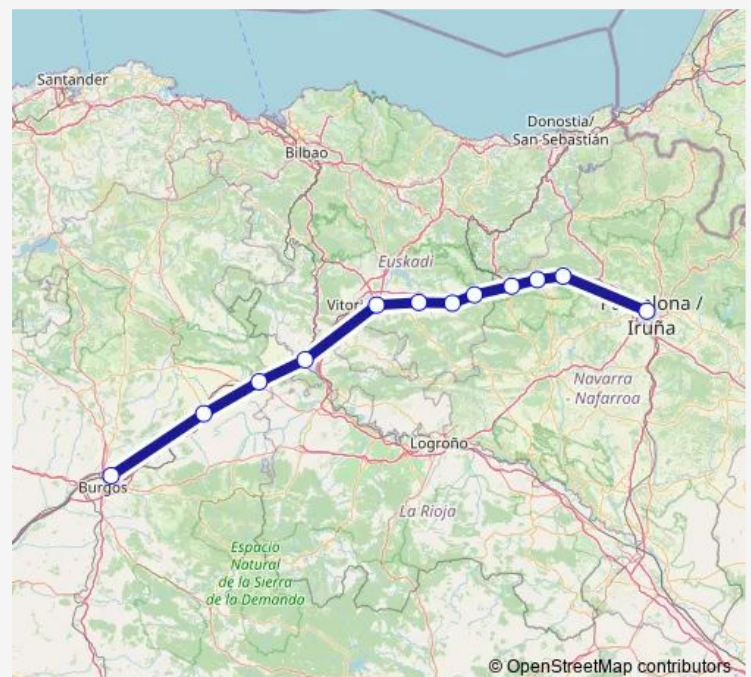 Santander
Bilbao
Donostia/
San Sebastián
Euskadi
Iruña
Navarra
- Nafarroa
Logroño
La Rioja
Burgos
Espacio
Natural
de la Sierra
de la Demanda
© OpenStreetMap contributors